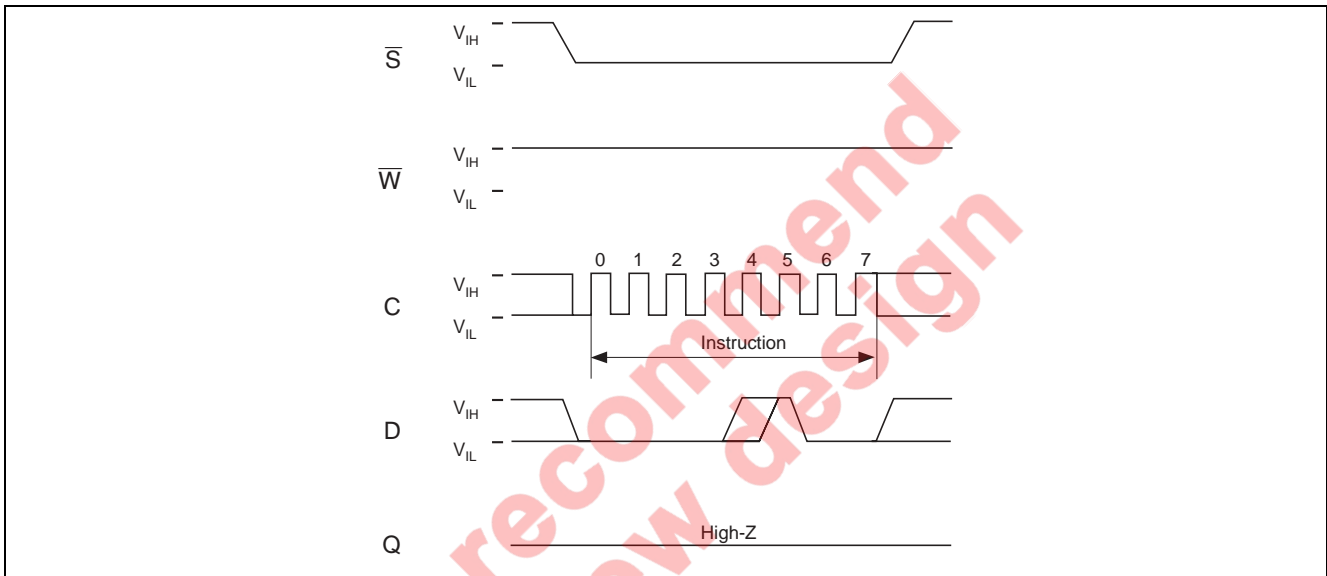 S̅
V_IH
V_IL
W̅
V_IH
V_IL
C
V_IH
V_IL
0 1 2 3 4 5 6 7
Instruction
D
V_IH
V_IL
Q
High-Z
recommend
new design